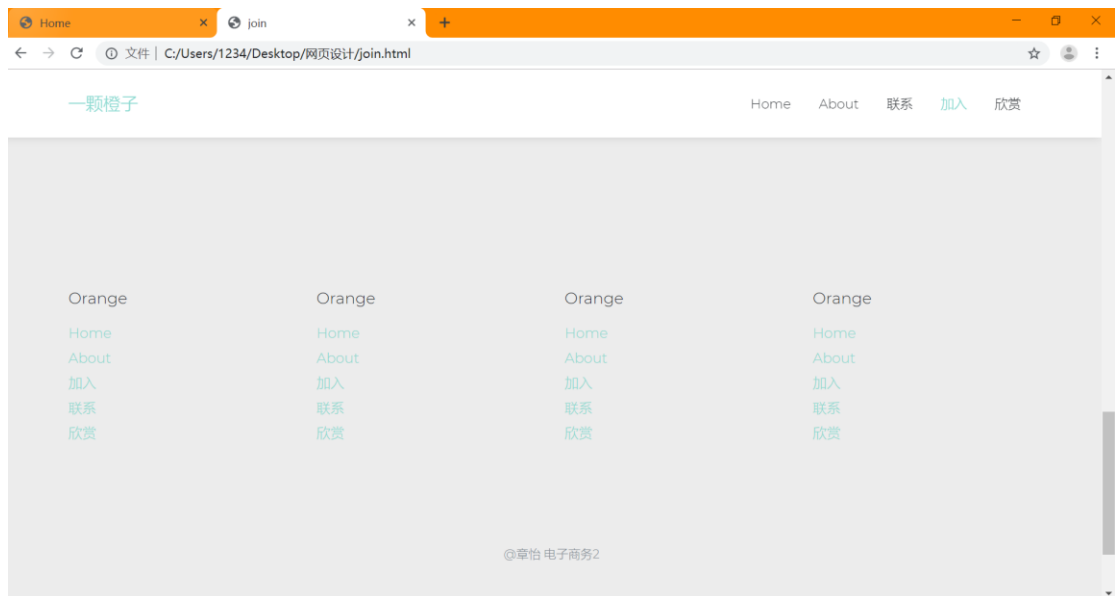 Home
join
文件
C:/Users/1234/Desktop/网页设计/join.html
一颗橙子
Home About 联系 加入 欣赏
Orange Orange Orange Orange
Home Home Home Home
About About About About
加入 加入 加入 加入
联系 联系 联系 联系
欣赏 欣赏 欣赏 欣赏
@章怡 电子商务2